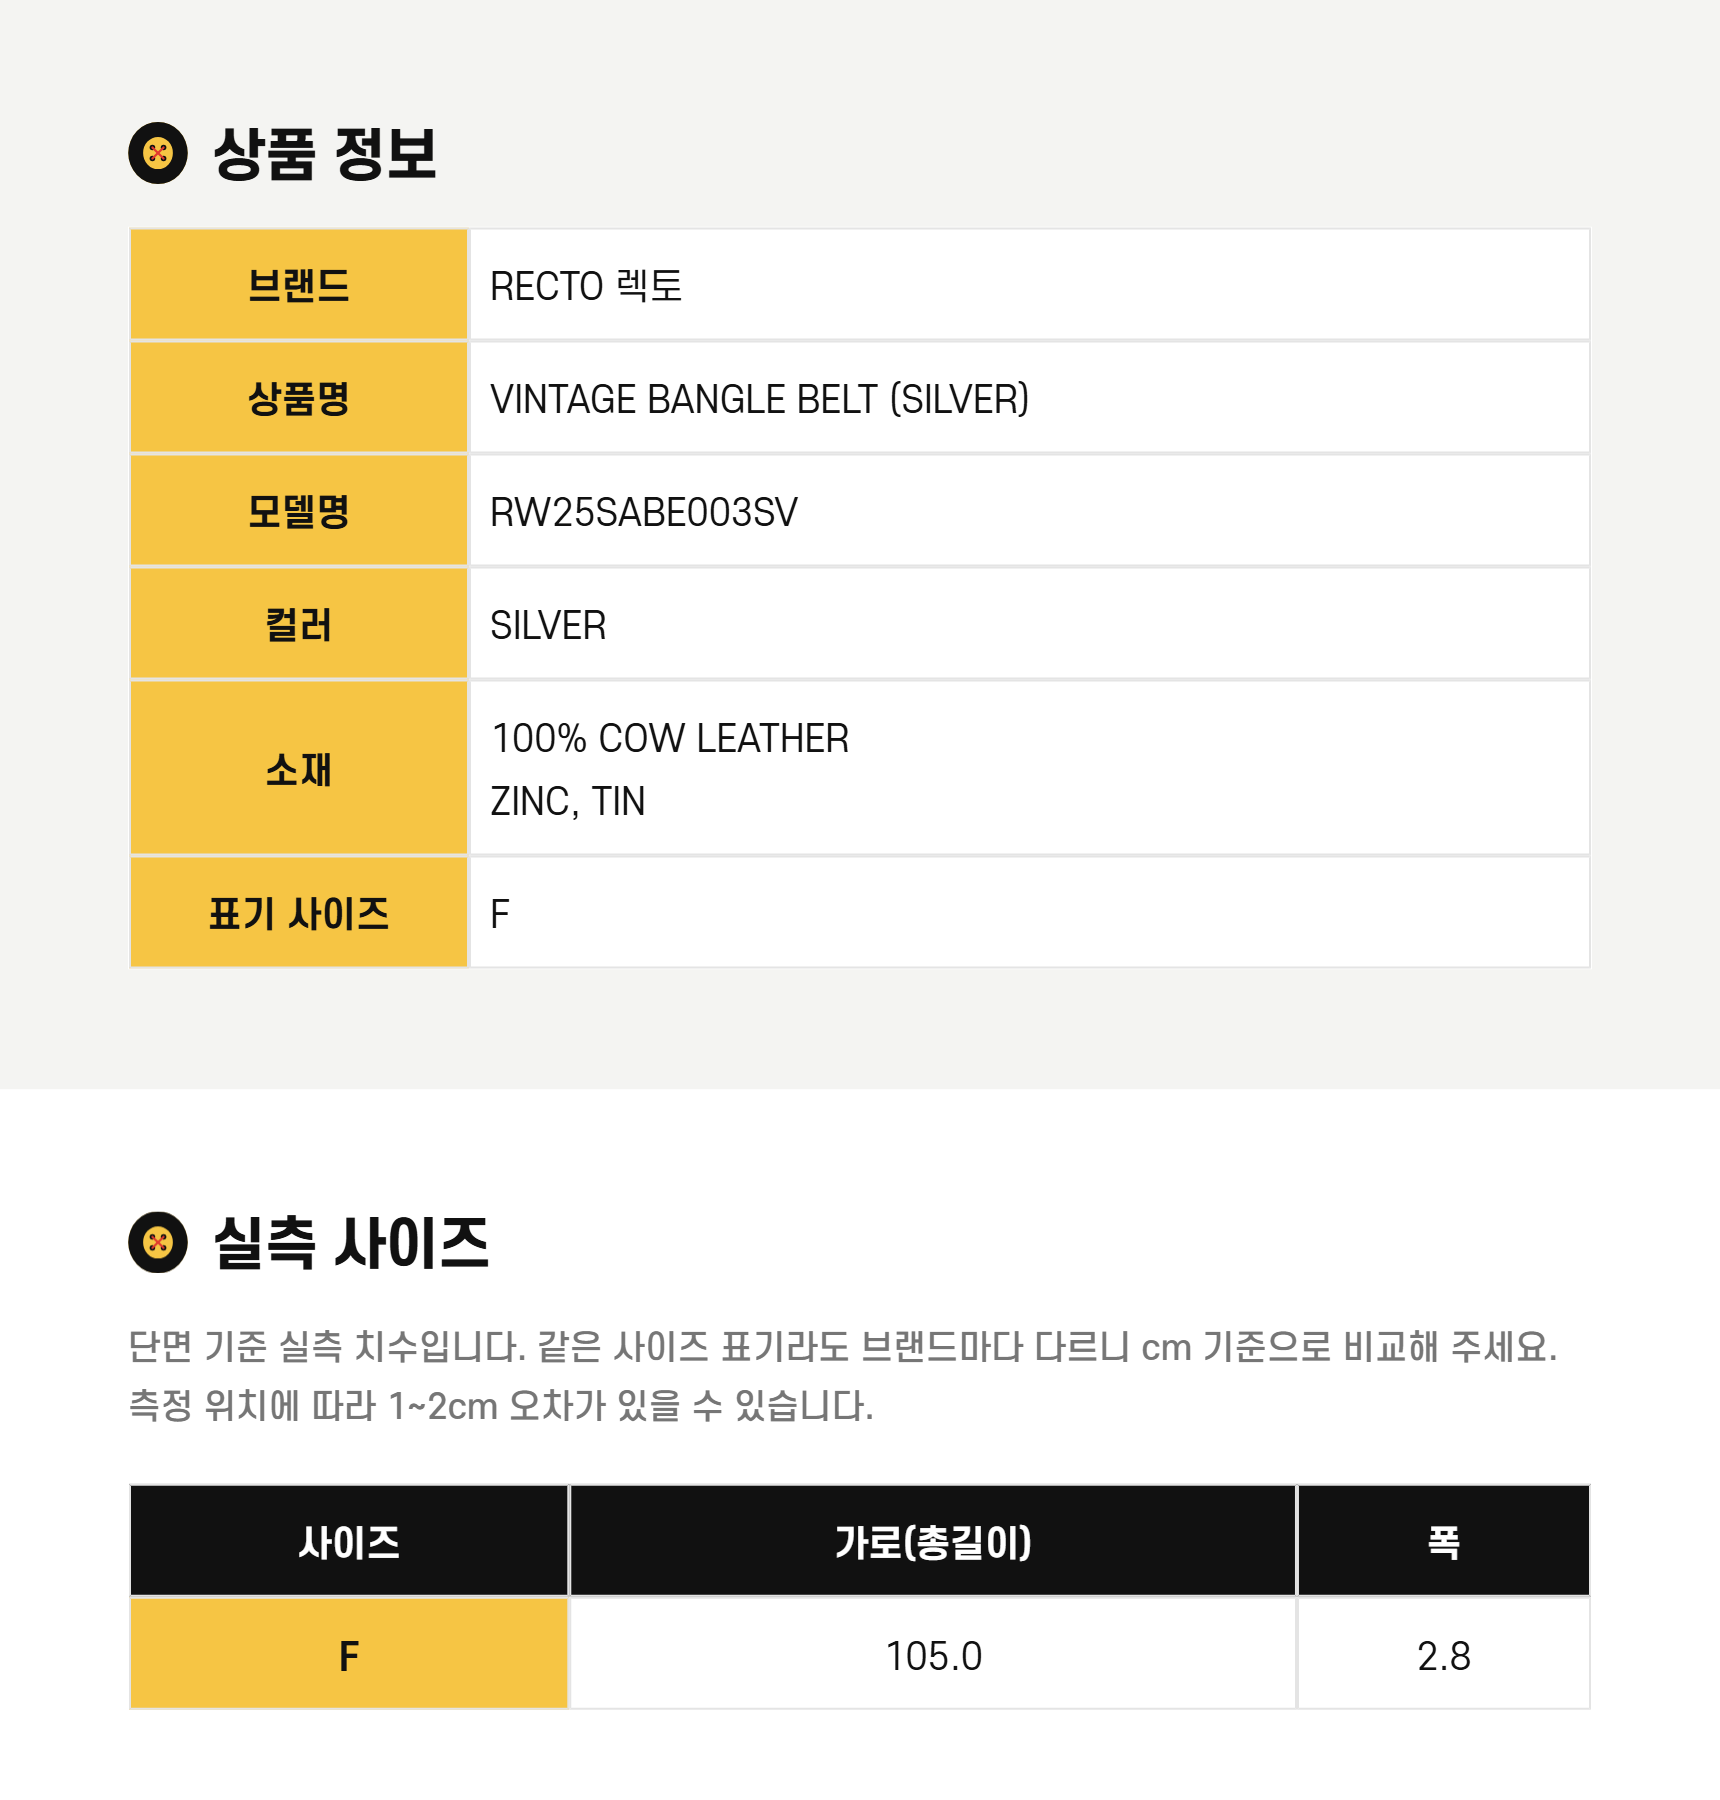 상품 정보
브랜드 RECTO 렉토
상품명 VINTAGE BANGLE BELT (SILVER)
모델명 RW25SABE003SV
컬러 SILVER
소재 100% COW LEATHER
ZINC, TIN
표기 사이즈 F
실측 사이즈
단면 기준 실측 치수입니다. 같은 사이즈 표기라도 브랜드마다 다르니 cm 기준으로 비교해 주세요.
측정 위치에 따라 1~2cm 오차가 있을 수 있습니다.
사이즈 가로(총길이) 폭
F 105.0 2.8